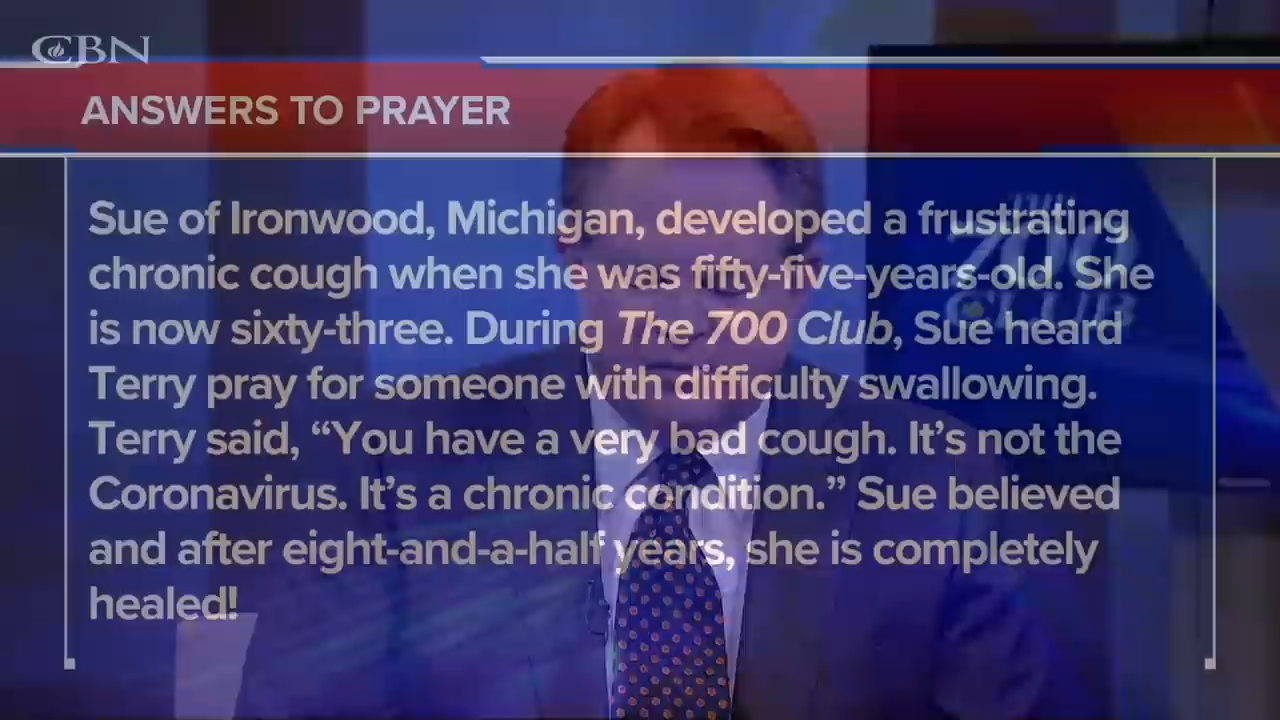 CBN
ANSWERS TO PRAYER
Sue of Ironwood, Michigan, developed a frustrating
chronic cough when she was fifty-five-years-old. She
is now sixty-three. During The 700 Club, Sue heard
Terry pray for someone with difficulty swallowing.
Terry said, “You have a very bad cough. It’s not the
Coronavirus. It’s a chronic condition.” Sue believed
and after eight-and-a-half years, she is completely
healed!
THE
700
CLUB